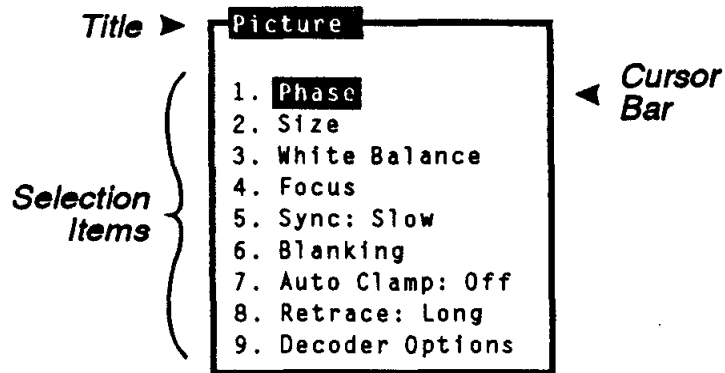 Title
Picture
1. Phase
Cursor
Bar
2. Size
3. White Balance
4. Focus
Selection
Items
5. Sync: Slow
6. Blanking
7. Auto Clamp: Off
8. Retrace: Long
9. Decoder Options